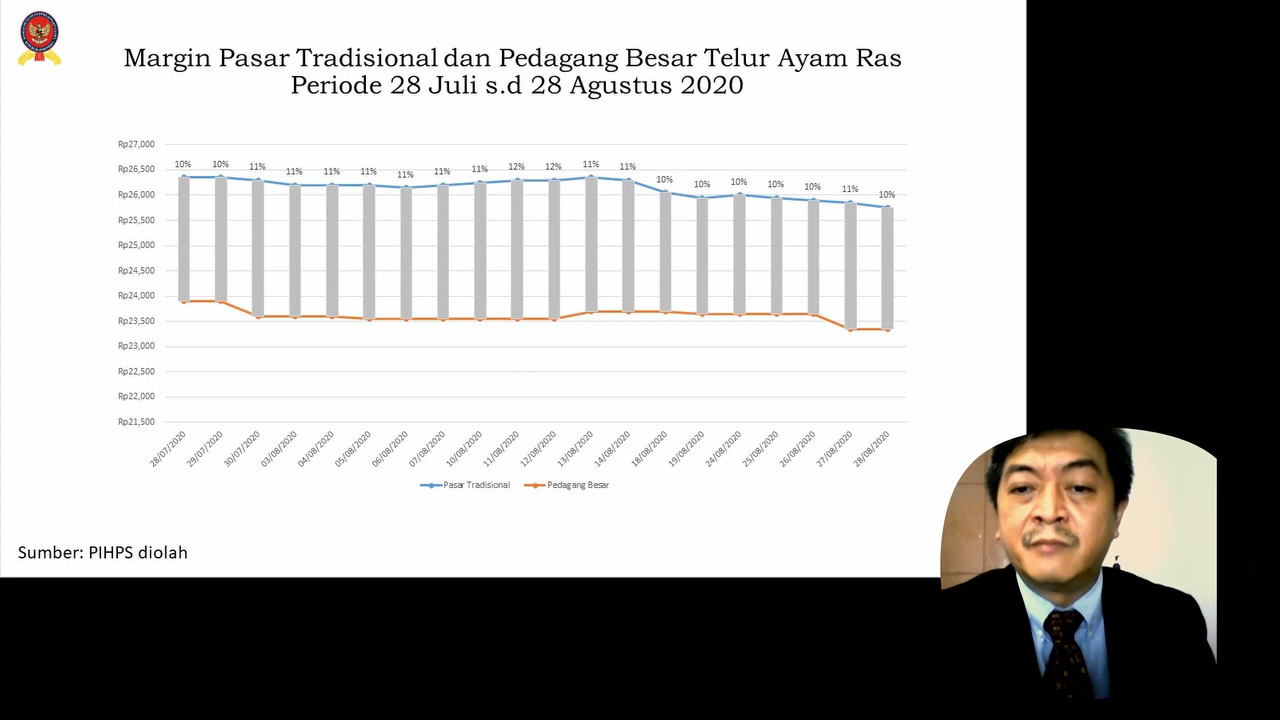 Margin Pasar Tradisional dan Pedagang Besar Telur Ayam Ras
Periode 28 Juli s.d 28 Agustus 2020
Rp27,000
Rp26,500
Rp26,000
Rp25,500
Rp25,000
Rp24,500
Rp24,000
Rp23,500
Rp23,000
Rp22,500
Rp22,000
Rp21,500
10% 10% 11% 11% 11% 11% 11% 11% 11% 12% 12% 11% 11% 10% 10% 10% 10% 10% 11% 10%
28/07/2020 29/07/2020 30/07/2020 03/08/2020 04/08/2020 05/08/2020 06/08/2020 07/08/2020 10/08/2020 11/08/2020 12/08/2020 13/08/2020 14/08/2020 18/08/2020 19/08/2020 24/08/2020 25/08/2020 26/08/2020 27/08/2020 28/08/2020
Pasar Tradisional Pedagang Besar
Sumber: PIHPS diolah